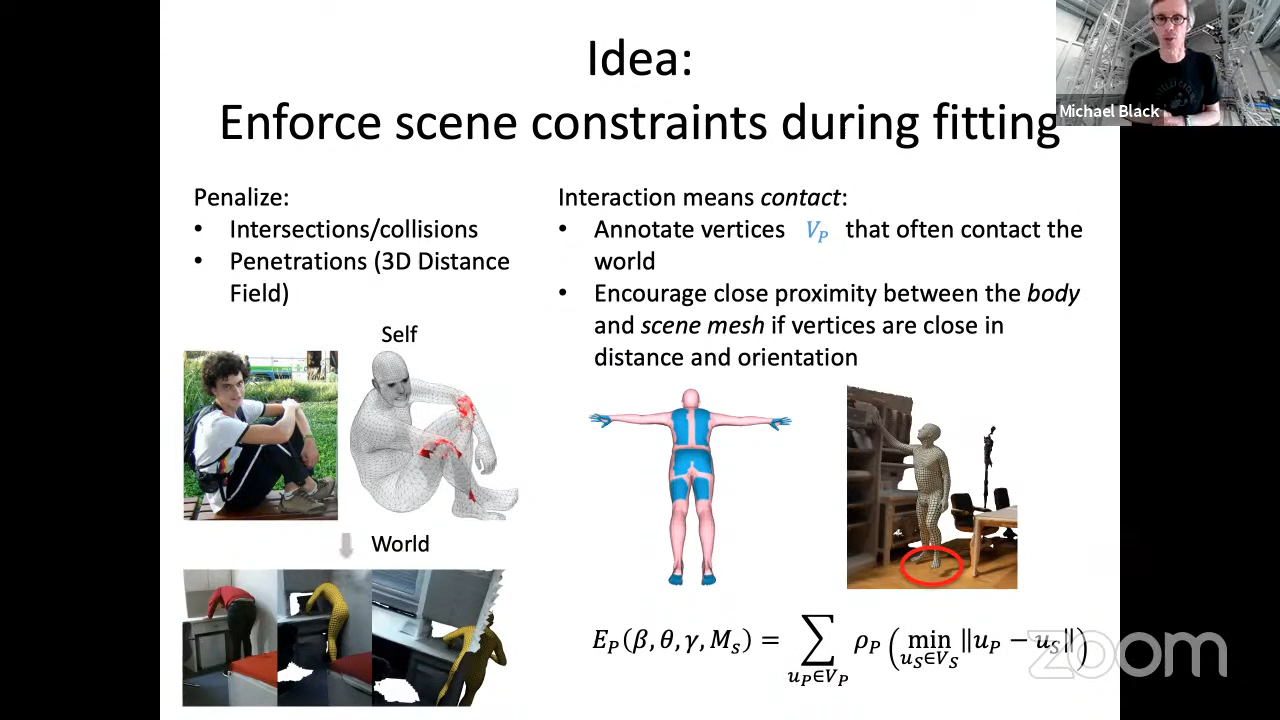 Idea:
Enforce scene constraints during fitting
Michael Black
Penalize:
• Intersections/collisions
• Penetrations (3D Distance
Field)
Self
World
Interaction means contact:
• Annotate vertices V_P that often contact the
world
• Encourage close proximity between the body
and scene mesh if vertices are close in
distance and orientation
E_P(β, θ, γ, M_s) = ∑_{u_P∈V_P} ρ_P ( min_{u_S∈V_S} ‖u_P − u_S‖ )
zoom